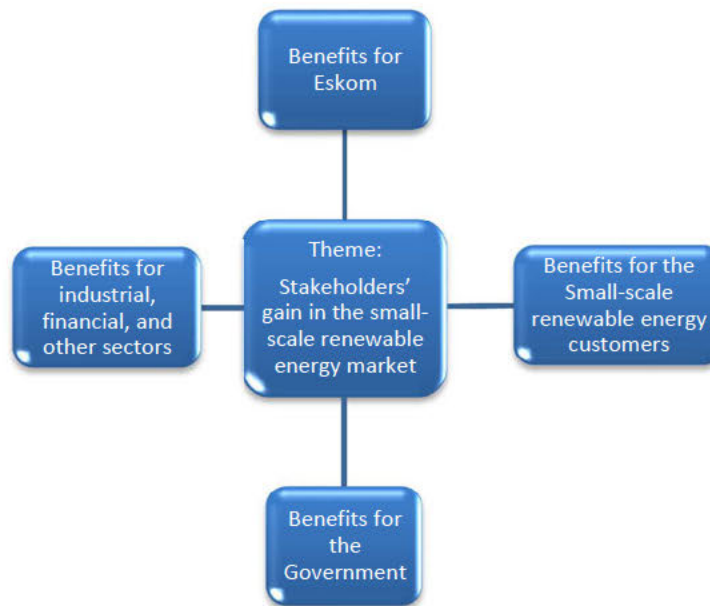 Benefits for
Eskom
Theme:
Stakeholders’
gain in the small-
scale renewable
energy market
Benefits for
industrial,
financial, and
other sectors
Benefits for the
Small-scale
renewable energy
customers
Benefits for
the
Government